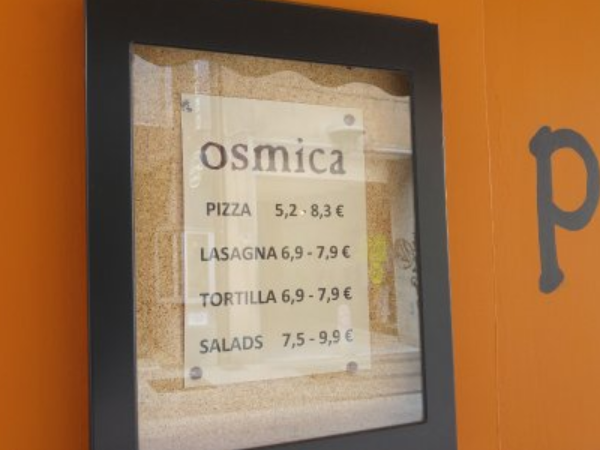 osmica
PIZZA 5,2 - 8,3 €
LASAGNA 6,9 - 7,9 €
TORTILLA 6,9 - 7,9 €
SALADS 7,5 - 9,9 €
p